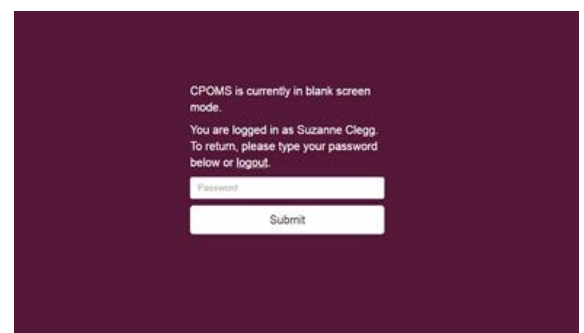 CPOMS is currently in blank screen
mode.
You are logged in as Suzanne Clegg.
To return, please type your password
below or logout.
Password
Submit